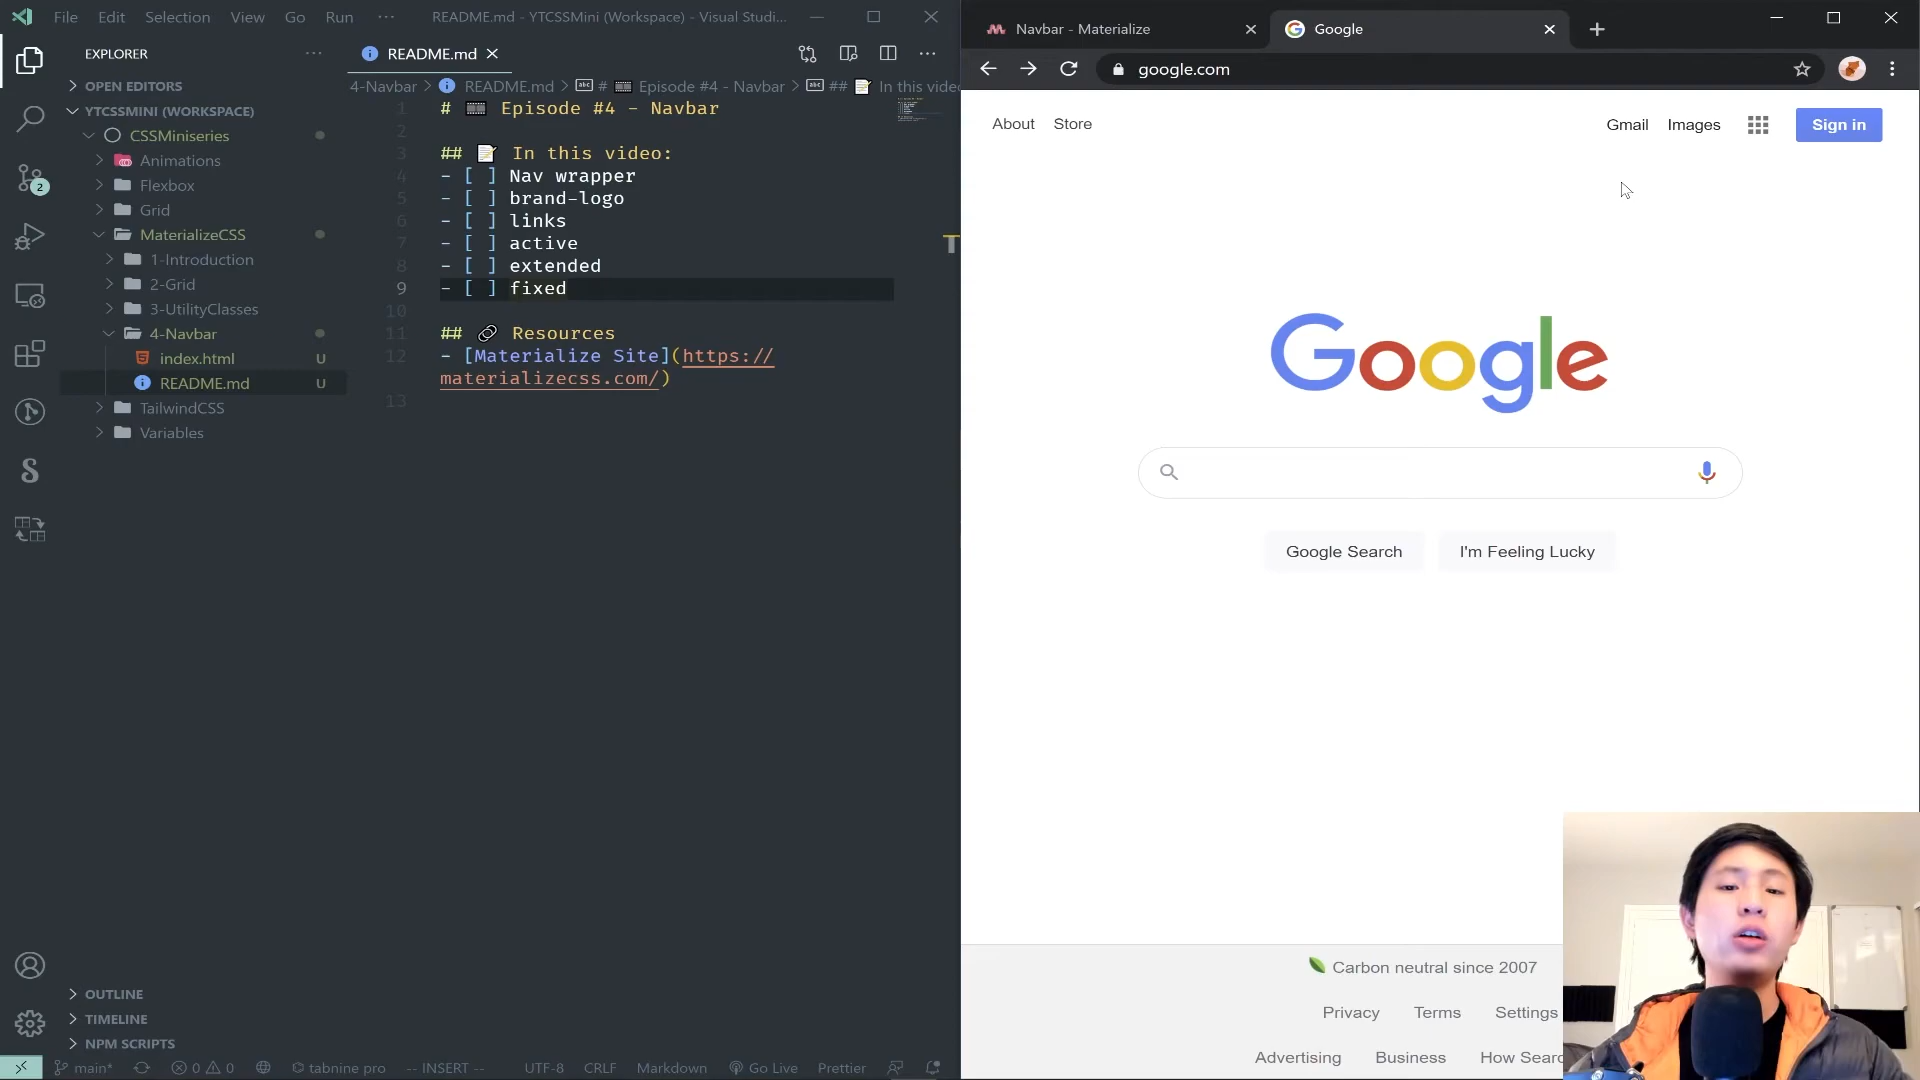 File Edit Selection View Go Run ··· README.md - YTCSSMini (Workspace) - Visual Studi...
EXPLORER
OPEN EDITORS
YTCSSMINI (WORKSPACE)
CSSMiniseries
Animations
Flexbox
Grid
MaterializeCSS
1-Introduction
2-Grid
3-UtilityClasses
4-Navbar
index.html U
README.md U
TailwindCSS
Variables
OUTLINE
TIMELINE
NPM SCRIPTS
2
README.md
4-Navbar > README.md > # Episode #4 - Navbar > ## In this vide
1 # Episode #4 - Navbar
2
3 ## In this video:
4 - [ ] Nav wrapper
5 - [ ] brand-logo
6 - [ ] links
7 - [ ] active
8 - [ ] extended
9 - [ ] fixed
10
11 ## Resources
12 - [Materialize Site](https://
materializecss.com/)
13
main* 0 0 tabnine pro -- INSERT -- UTF-8 CRLF Markdown Go Live Prettier
Navbar - Materialize
Google
google.com
About Store
Gmail Images Sign in
Google
Google Search I'm Feeling Lucky
Carbon neutral since 2007
Privacy Terms Settings
Advertising Business How Searc